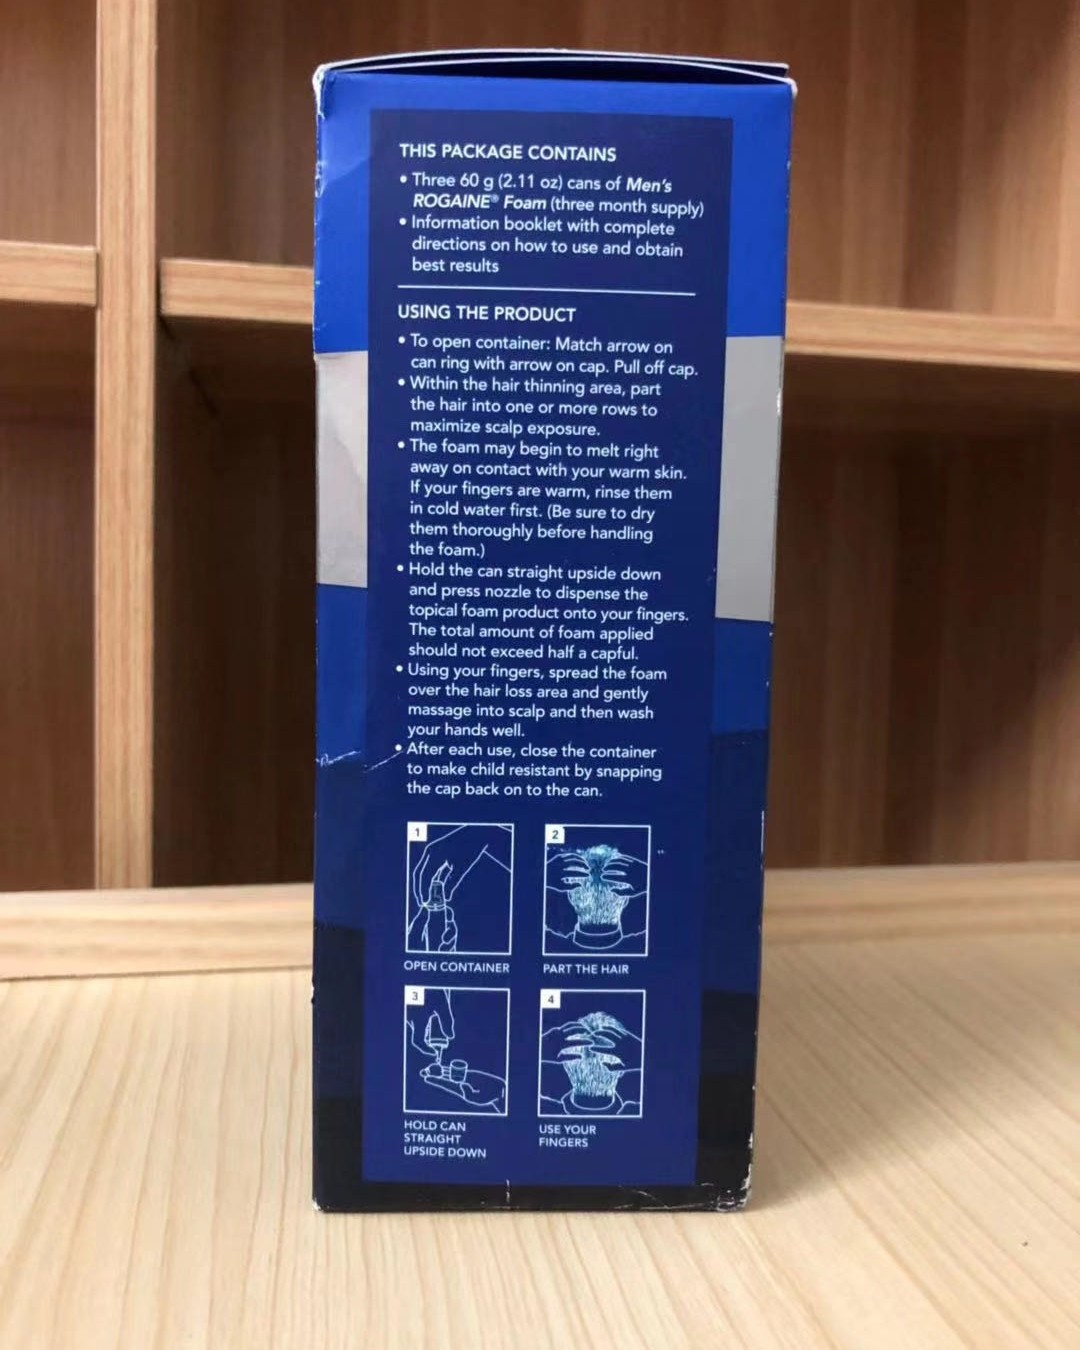 THIS PACKAGE CONTAINS
• Three 60 g (2.11 oz) cans of Men's
ROGAINE® Foam (three month supply)
• Information booklet with complete
directions on how to use and obtain
best results
USING THE PRODUCT
• To open container: Match arrow on
can ring with arrow on cap. Pull off cap.
• Within the hair thinning area, part
the hair into one or more rows to
maximize scalp exposure.
• The foam may begin to melt right
away on contact with your warm skin.
If your fingers are warm, rinse them
in cold water first. (Be sure to dry
them thoroughly before handling
the foam.)
• Hold the can straight upside down
and press nozzle to dispense the
topical foam product onto your fingers.
The total amount of foam applied
should not exceed half a capful.
• Using your fingers, spread the foam
over the hair loss area and gently
massage into scalp and then wash
your hands well.
• After each use, close the container
to make child resistant by snapping
the cap back on to the can.
1
OPEN CONTAINER
2
PART THE HAIR
3
HOLD CAN
STRAIGHT
UPSIDE DOWN
4
USE YOUR
FINGERS